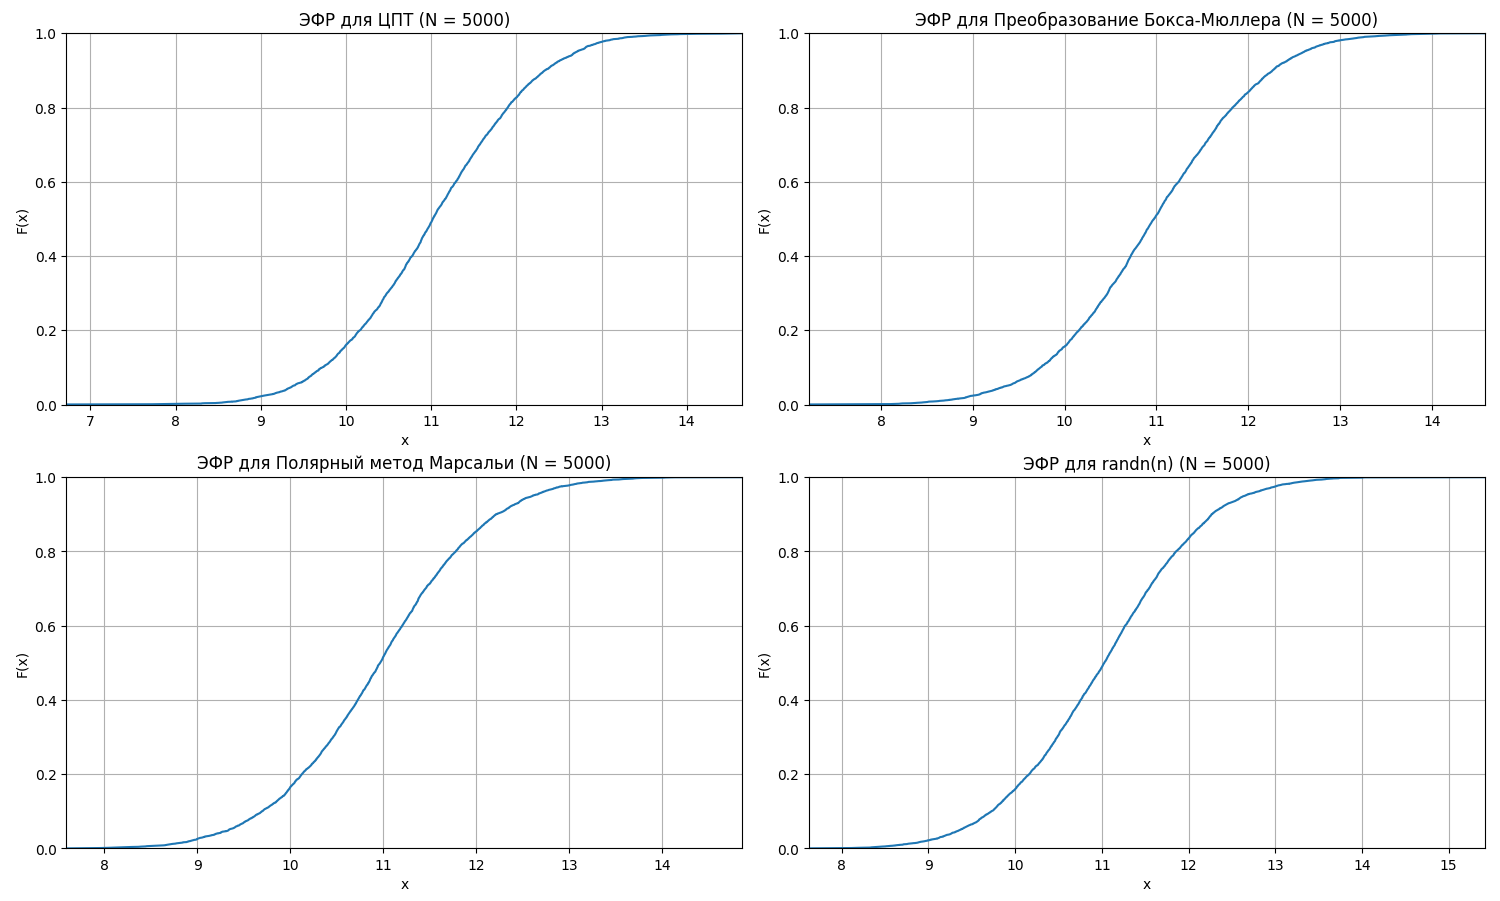 ЭФР для ЦПТ (N = 5000)
F(x)
1.0
0.8
0.6
0.4
0.2
0.0
7 8 9 10 11 12 13 14
x
ЭФР для Преобразование Бокса-Мюллера (N = 5000)
F(x)
1.0
0.8
0.6
0.4
0.2
0.0
8 9 10 11 12 13 14
x
ЭФР для Полярный метод Марсальи (N = 5000)
F(x)
1.0
0.8
0.6
0.4
0.2
0.0
8 9 10 11 12 13 14
x
ЭФР для randn(n) (N = 5000)
F(x)
1.0
0.8
0.6
0.4
0.2
0.0
8 9 10 11 12 13 14 15
x